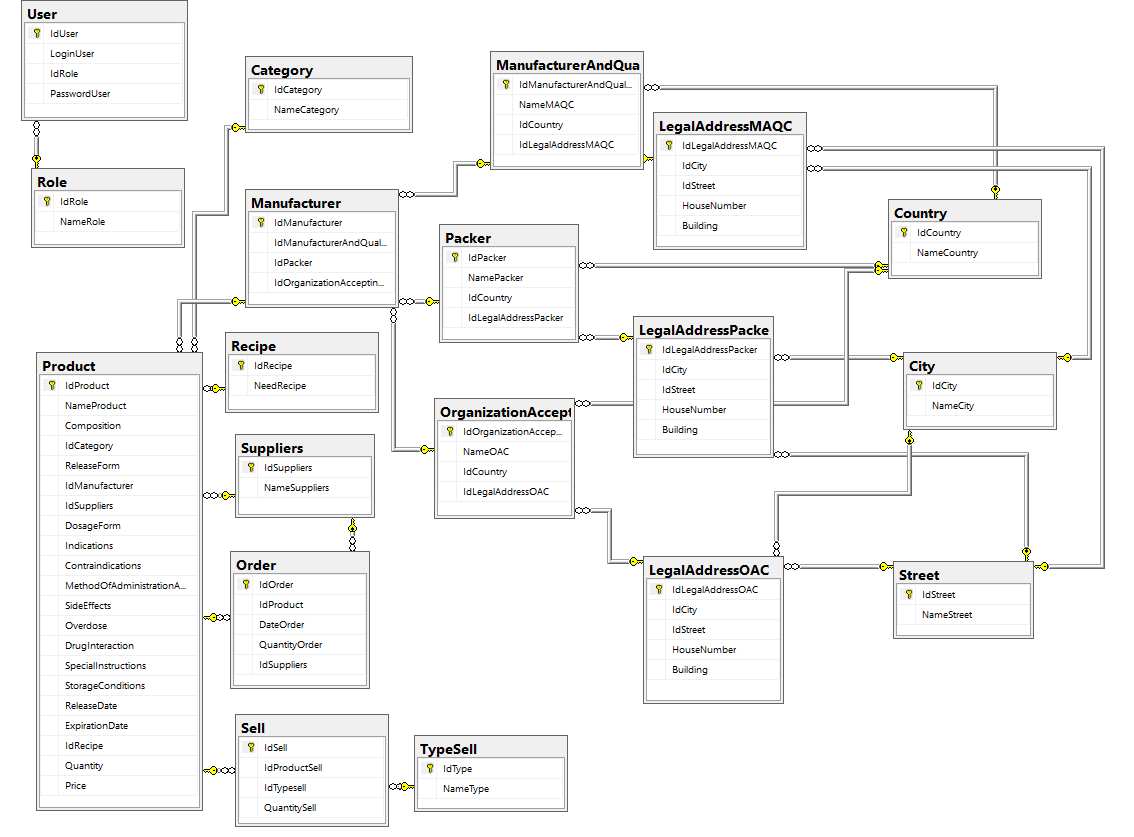 User
IdUser
LoginUser
IdRole
PasswordUser
Role
IdRole
NameRole
Category
IdCategory
NameCategory
ManufacturerAndQua
IdManufacturerAndQual...
NameMAQC
IdCountry
IdLegalAddressMAQC
LegalAddressMAQC
IdLegalAddressMAQC
IdCity
IdStreet
HouseNumber
Building
Manufacturer
IdManufacturer
IdManufacturerAndQual...
IdPacker
IdOrganizationAcceptin...
Packer
IdPacker
NamePacker
IdCountry
IdLegalAddressPacker
Country
IdCountry
NameCountry
Recipe
IdRecipe
NeedRecipe
LegalAddressPacke
IdLegalAddressPacker
IdCity
IdStreet
HouseNumber
Building
City
IdCity
NameCity
Product
IdProduct
NameProduct
Composition
IdCategory
ReleaseForm
IdManufacturer
IdSuppliers
DosageForm
Indications
Contraindications
MethodOfAdministrationA...
SideEffects
Overdose
DrugInteraction
SpecialInstructions
StorageConditions
ReleaseDate
ExpirationDate
IdRecipe
Quantity
Price
Suppliers
IdSuppliers
NameSuppliers
OrganizationAccept
IdOrganizationAccep...
NameOAC
IdCountry
IdLegalAddressOAC
Order
IdOrder
IdProduct
DateOrder
QuantityOrder
IdSuppliers
LegalAddressOAC
IdLegalAddressOAC
IdCity
IdStreet
HouseNumber
Building
Street
IdStreet
NameStreet
Sell
IdSell
IdProductSell
IdTypesell
QuantitySell
TypeSell
IdType
NameType